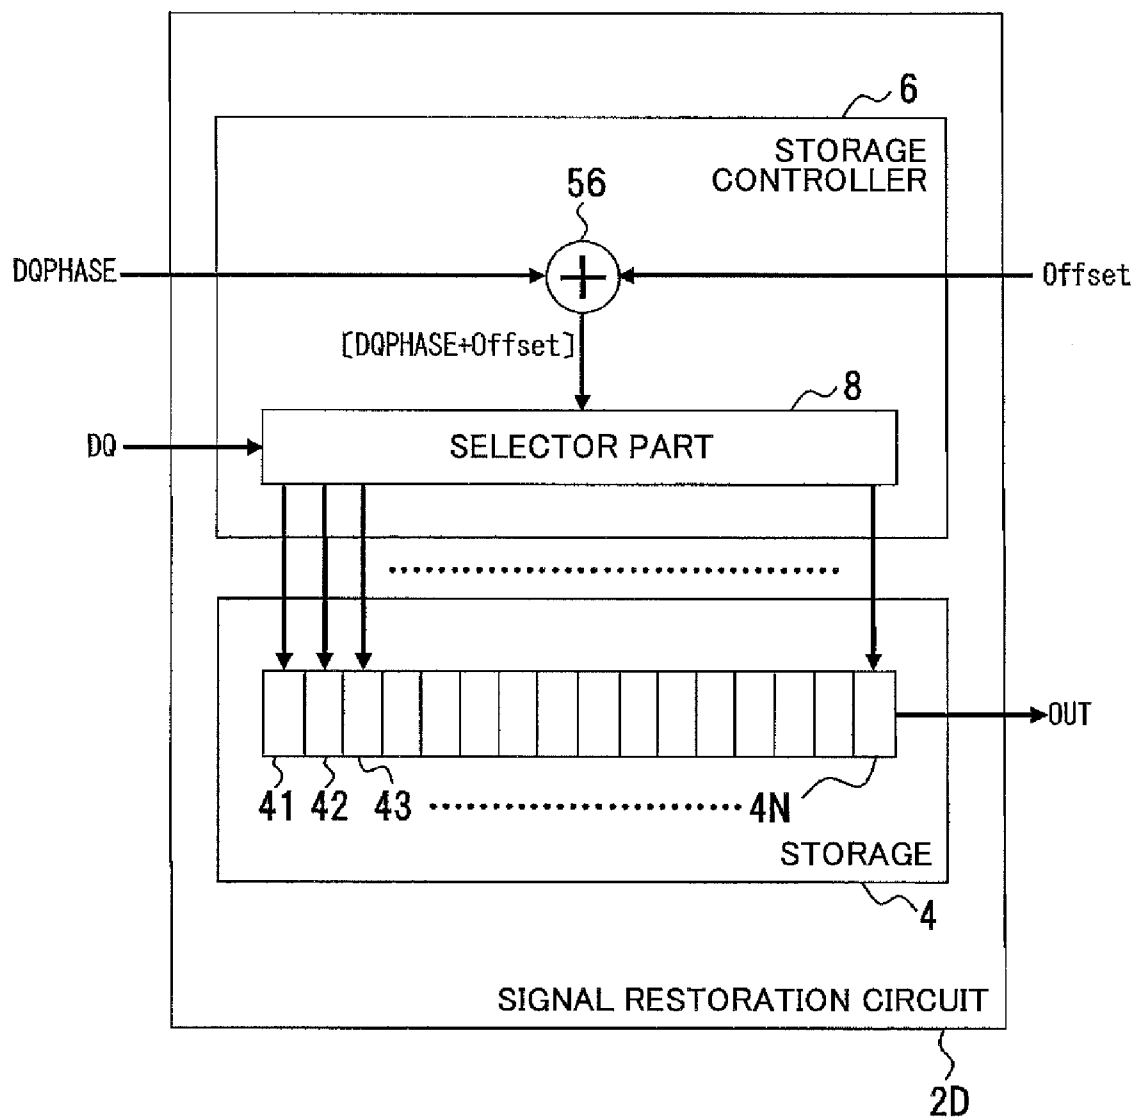 6
STORAGE
CONTROLLER
56
DQPHASE
Offset
[DQPHASE+Offset]
8
DQ
SELECTOR PART
OUT
41 42 43 4N
STORAGE
4
SIGNAL RESTORATION CIRCUIT
2D